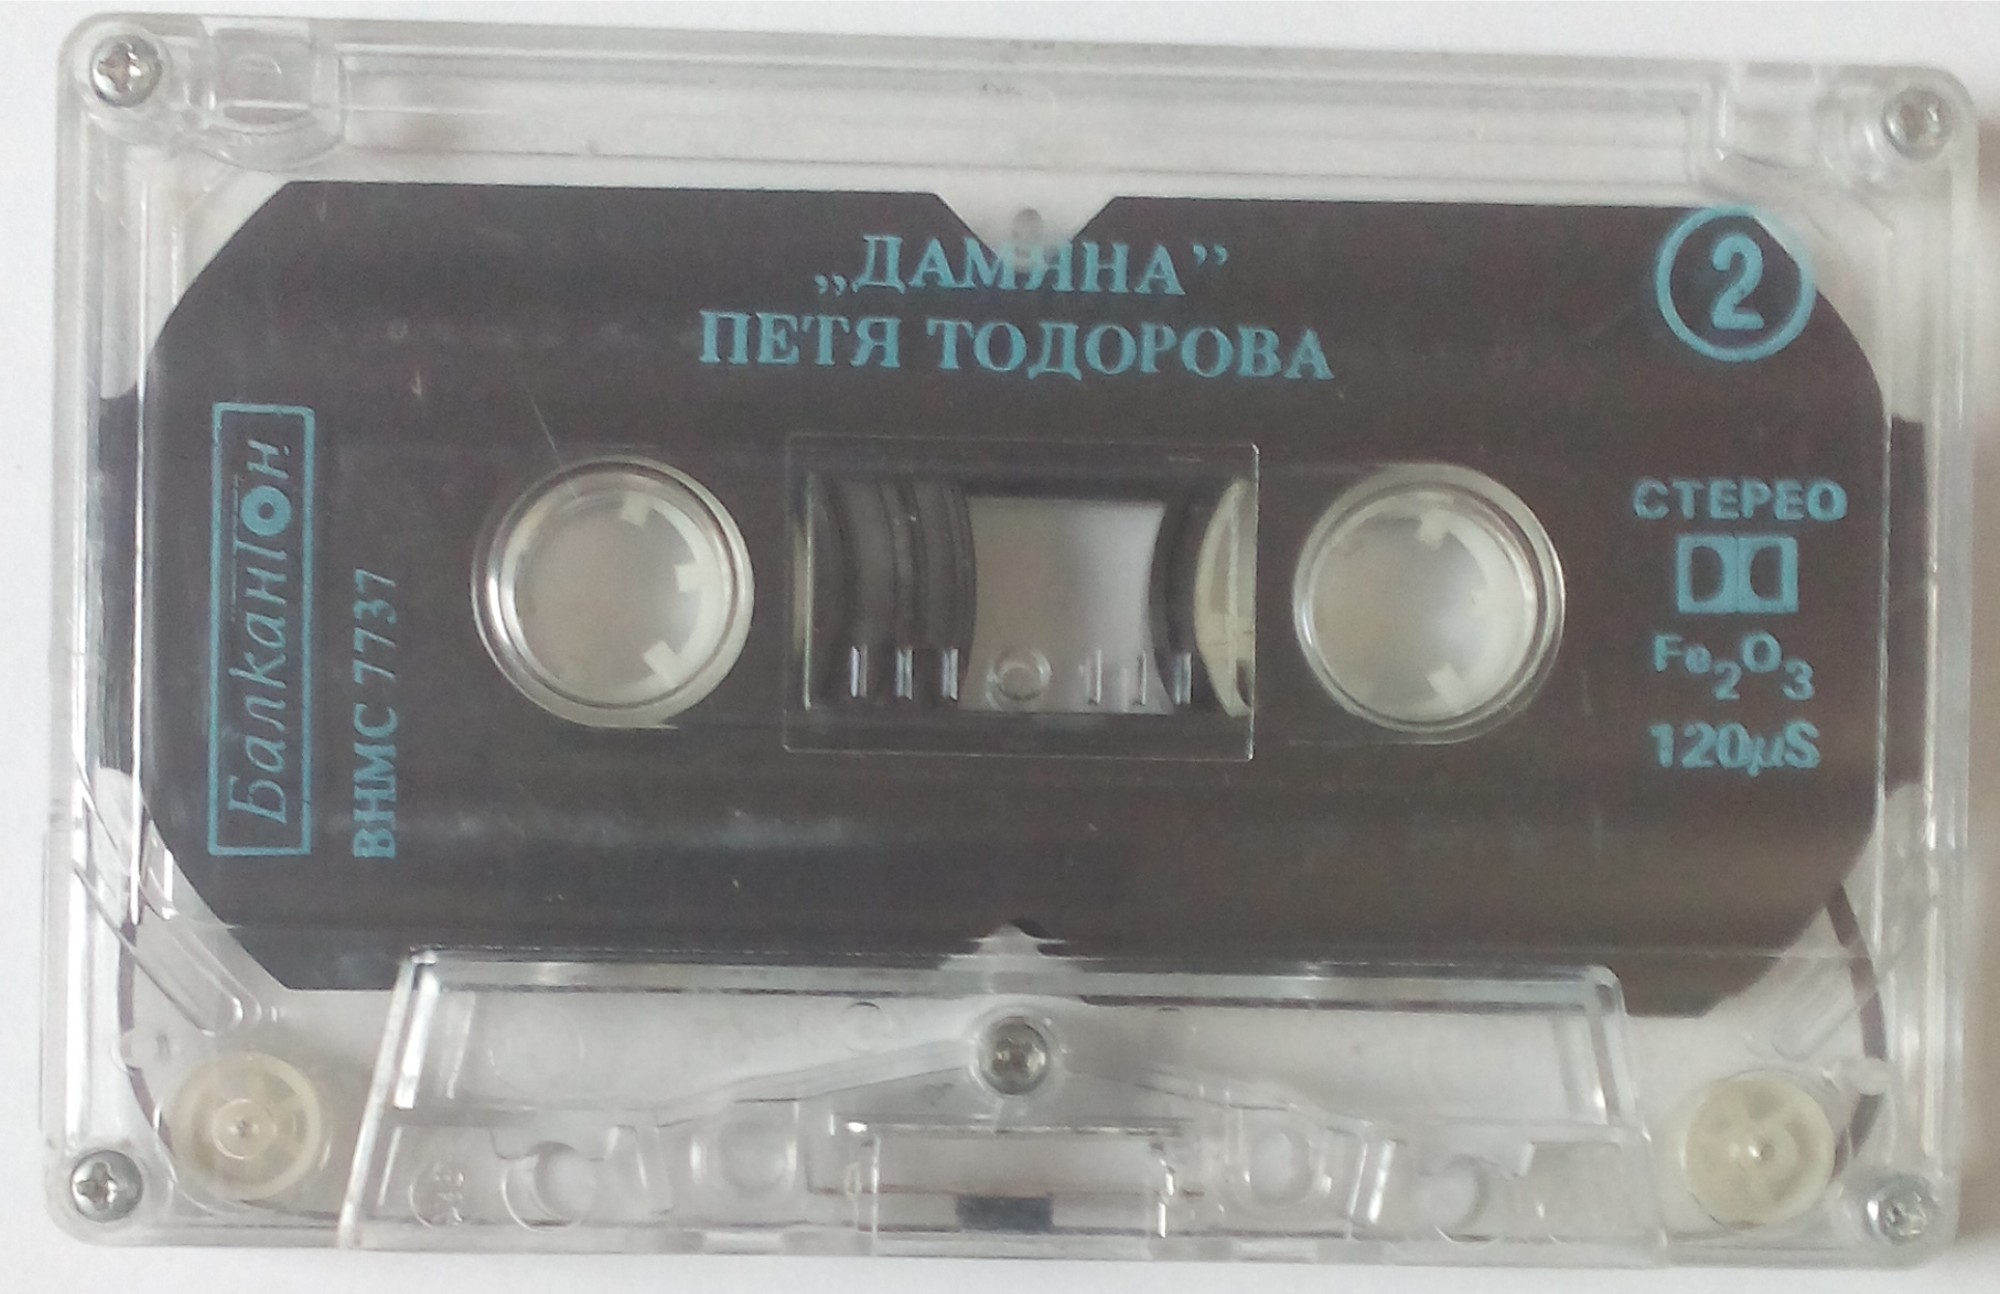 „ДАМЯНА”
ПЕТЯ ТОДОРОВА
2
Балкантон
ВНМС 7737
СТЕРЕО
Fe2O3
120µS